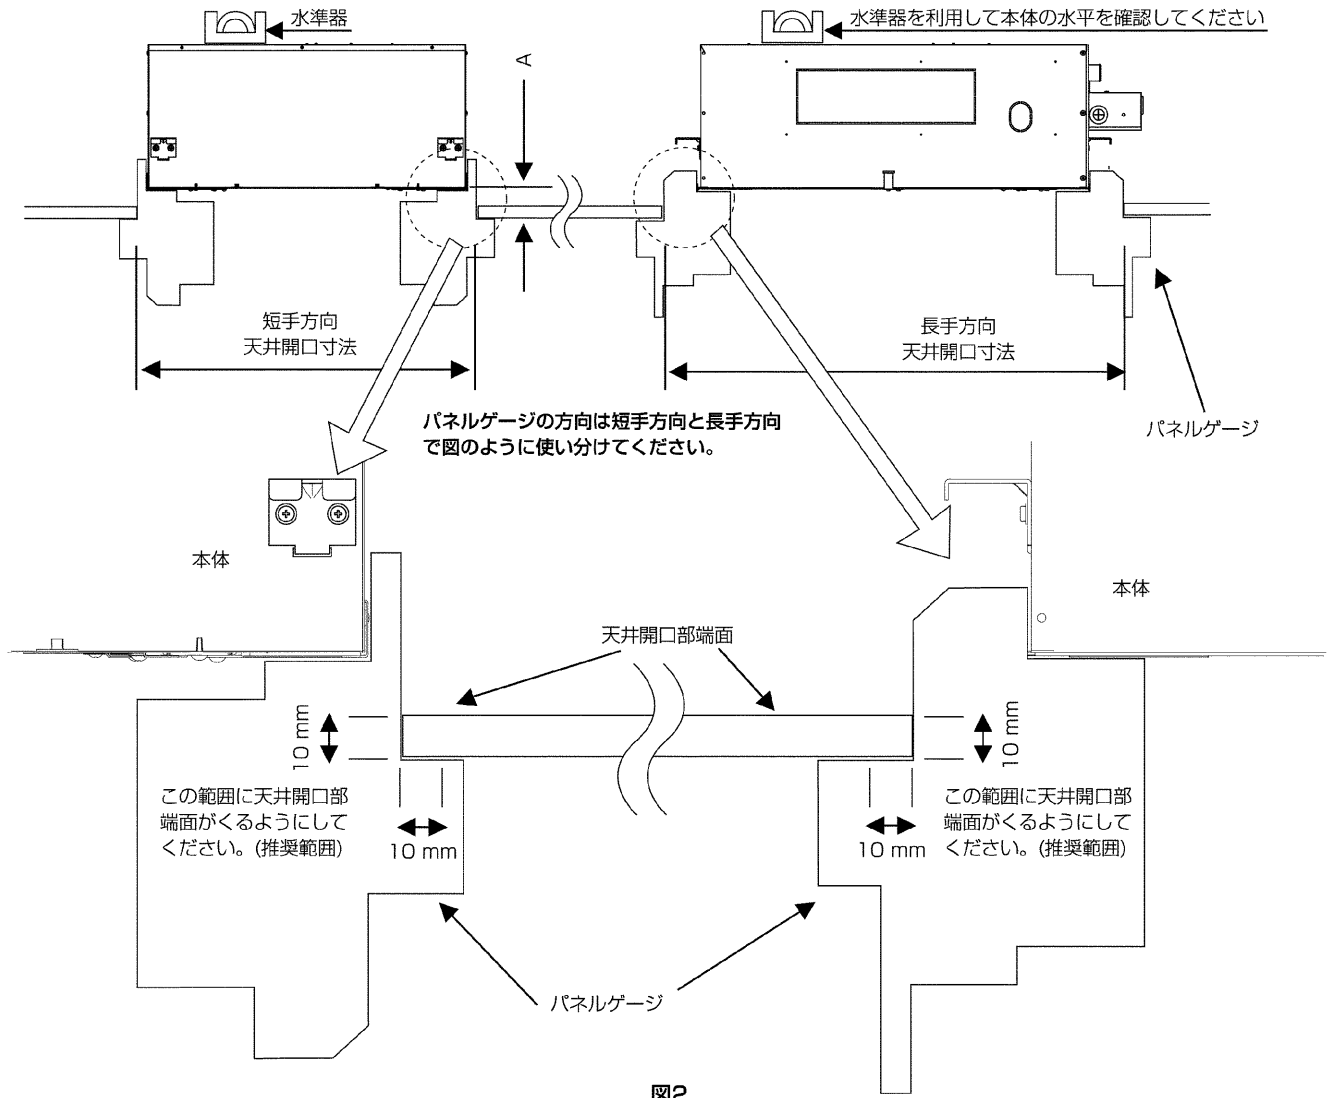 水準器
水準器を利用して本体の水平を確認してください
A
短手方向
天井開口寸法
長手方向
天井開口寸法
パネルゲージの方向は短手方向と長手方向
で図のように使い分けてください。
パネルゲージ
本体
本体
天井開口部端面
10 mm
10 mm
この範囲に天井開口部
端面がくるようにして
ください。(推奨範囲)
10 mm
10 mm
この範囲に天井開口部
端面がくるようにして
ください。(推奨範囲)
パネルゲージ
図2